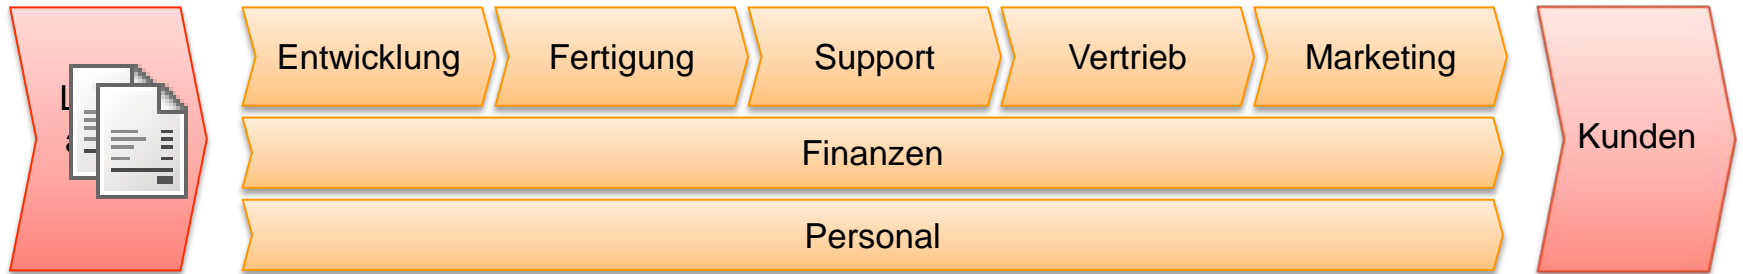 Entwicklung
Fertigung
Support
Vertrieb
Marketing
Finanzen
Personal
Kunden